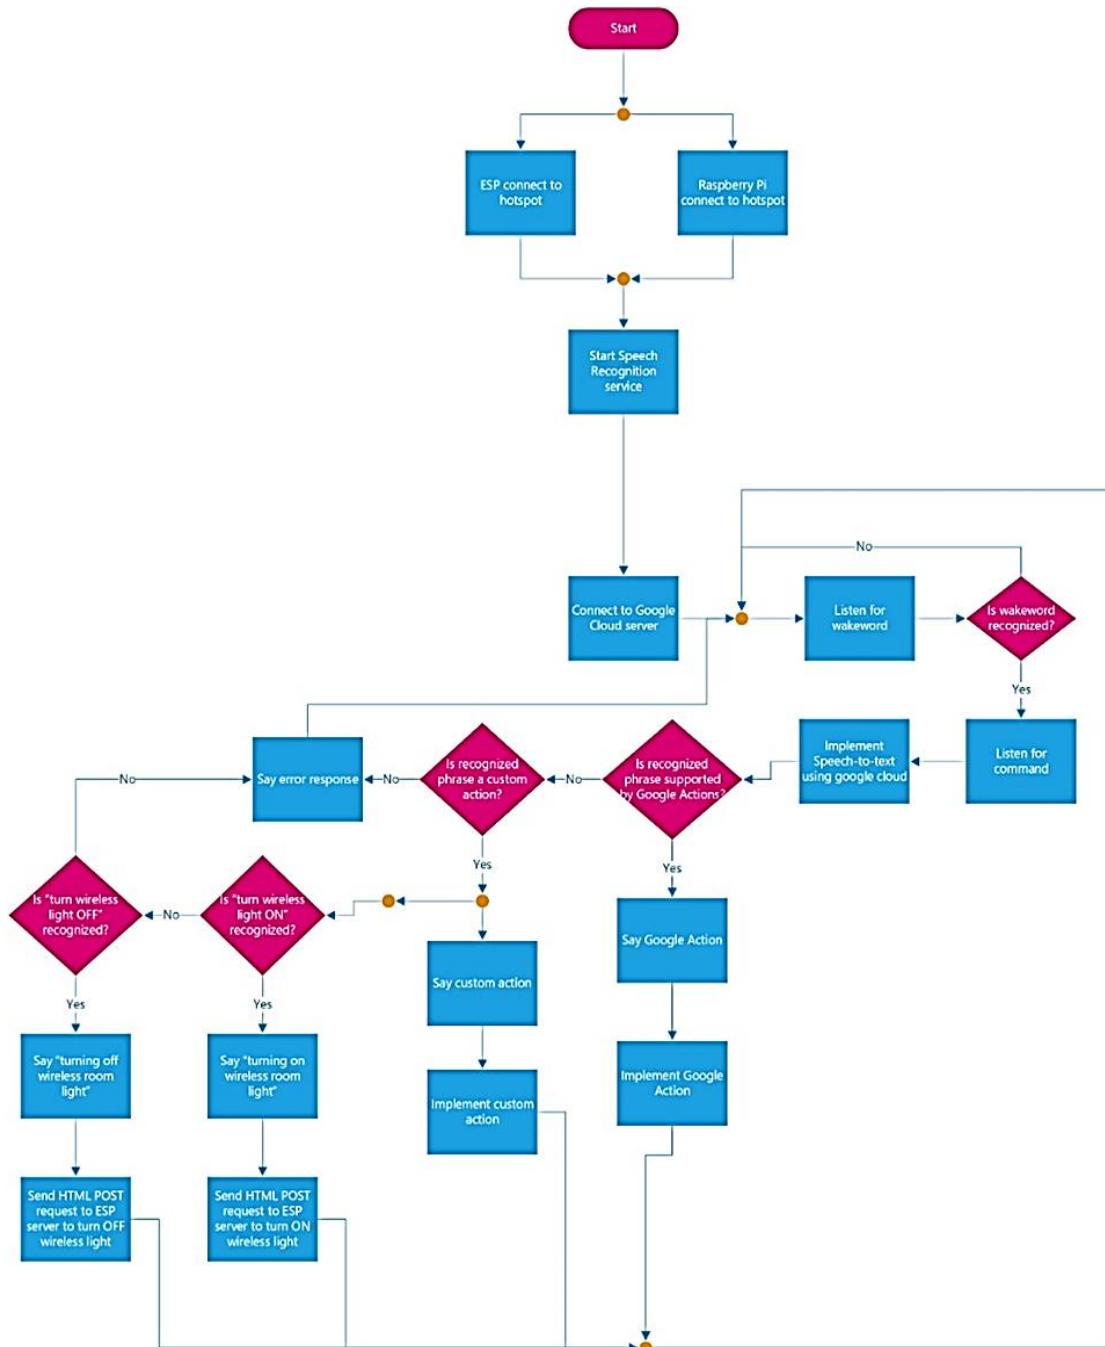 Start
ESP connect to
hotspot
Raspberry Pi
connect to hotspot
Start Speech
Recognition
service
Connect to Google
Cloud server
Listen for
wakeword
No
Is wakeword
recognized?
Yes
Listen for
command
Implement
Speech-to-text
using google cloud
Is recognized
phrase supported
by Google Actions?
No
Is recognized
phrase a custom
action?
No
Say error response
No
Yes
Yes
Is "turn wireless
light OFF"
recognized?
No
Is "turn wireless
light ON"
recognized?
Say custom action
Say Google Action
Yes
Yes
Say "turning off
wireless room
light"
Say "turning on
wireless room
light"
Implement custom
action
Implement Google
Action
Send HTML POST
request to ESP
server to turn OFF
wireless light
Send HTML POST
request to ESP
server to turn ON
wireless light